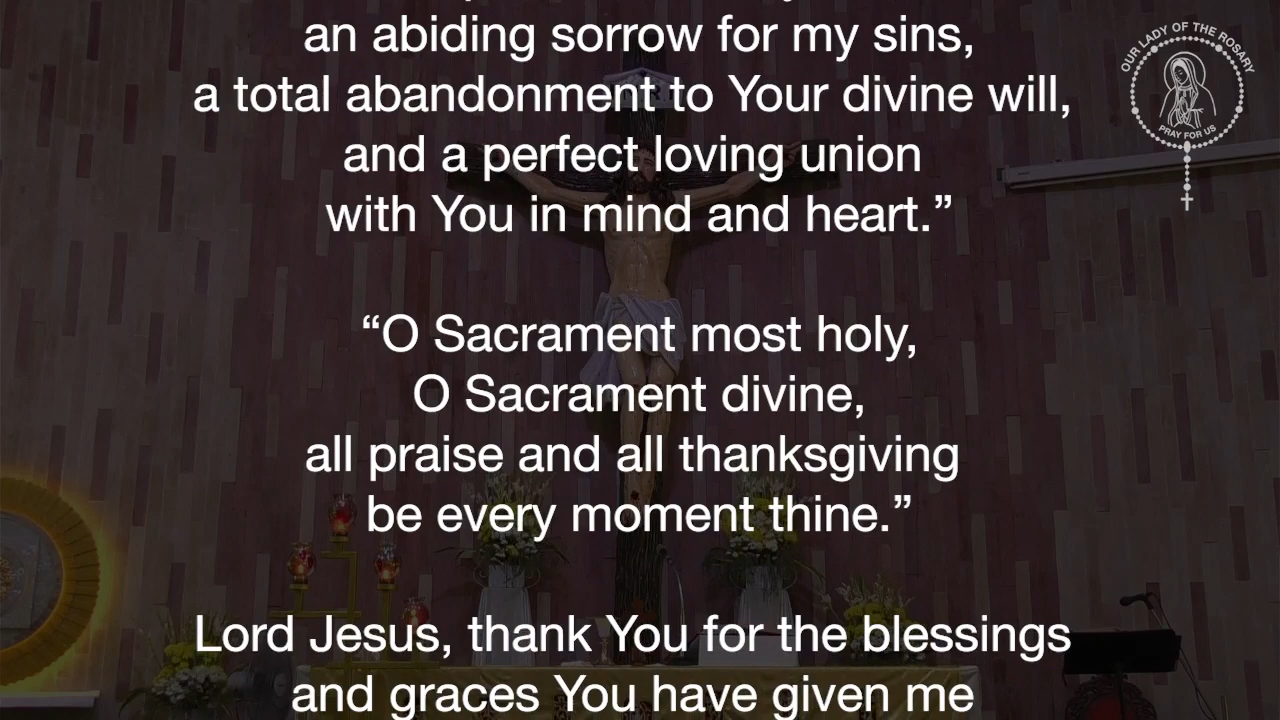 an abiding sorrow for my sins,
a total abandonment to Your divine will,
and a perfect loving union
with You in mind and heart.”
“O Sacrament most holy,
O Sacrament divine,
all praise and all thanksgiving
be every moment thine.”
Lord Jesus, thank You for the blessings
and graces You have given me
OUR LADY OF THE ROSARY
PRAY FOR US